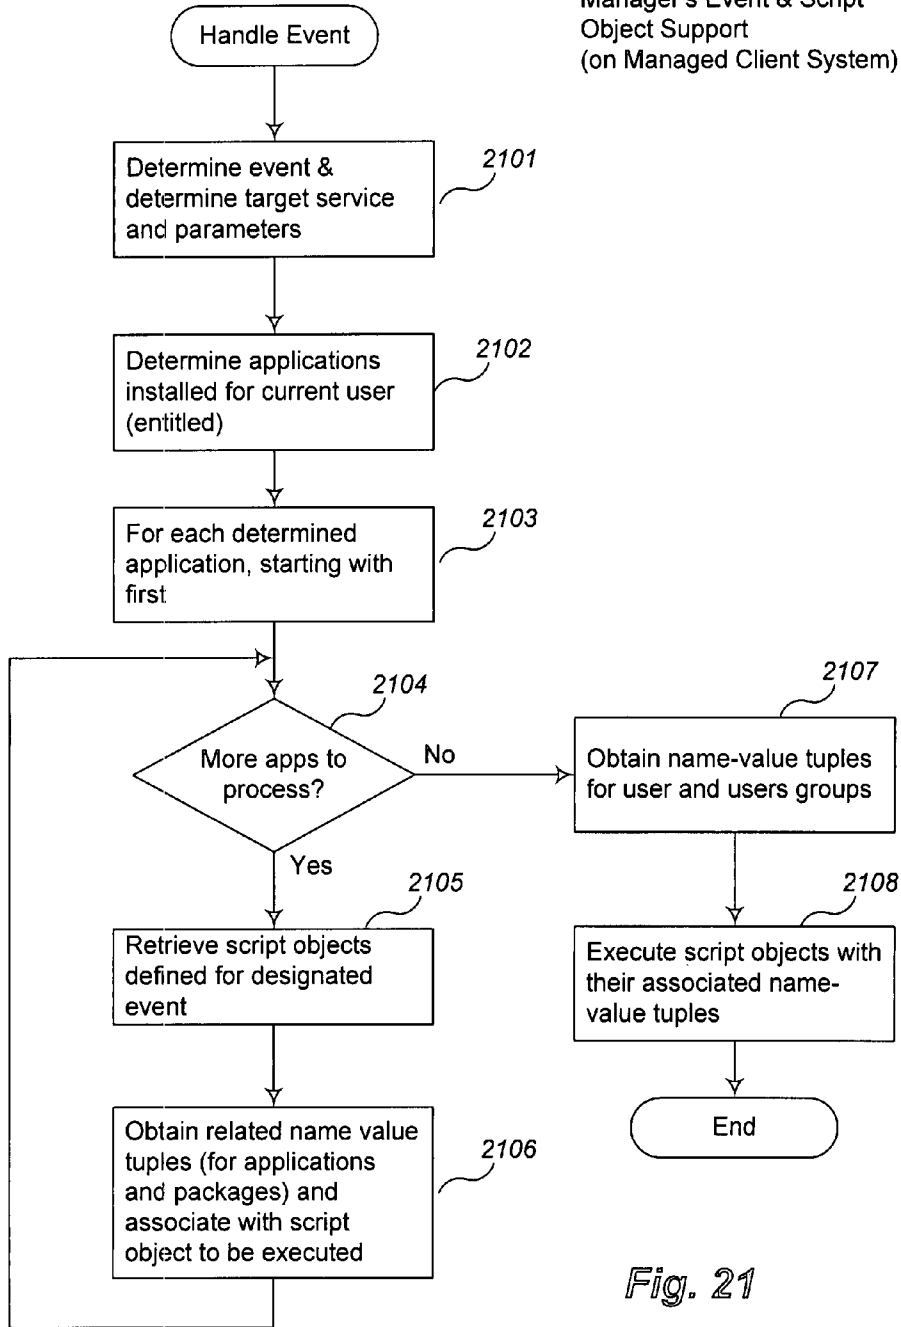 Manager's Event & Script
Object Support
(on Managed Client System)
Handle Event
2101
Determine event &
determine target service
and parameters
2102
Determine applications
installed for current user
(entitled)
2103
For each determined
application, starting with
first
2104
More apps to
process?
No
Yes
2107
Obtain name-value tuples
for user and users groups
2105
Retrieve script objects
defined for designated
event
2108
Execute script objects with
their associated name-
value tuples
2106
Obtain related name value
tuples (for applications
and packages) and
associate with script
object to be executed
End
Fig. 21